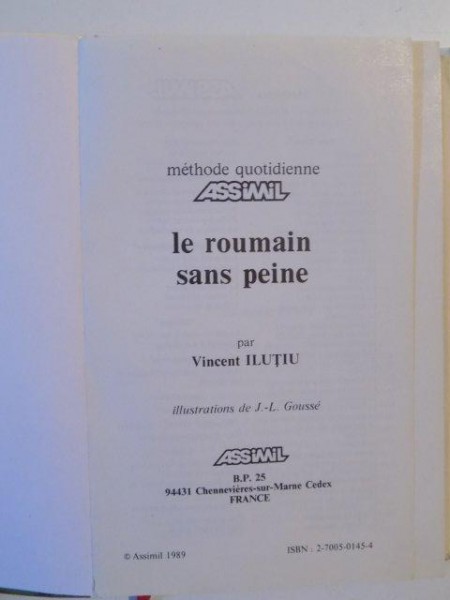 méthode quotidienne
ASSiMiL
le roumain
sans peine
par
Vincent ILUȚIU
illustrations de J.-L. Goussé
ASSiMiL
B.P. 25
94431 Chennevières-sur-Marne Cedex
FRANCE
© Assimil 1989
ISBN : 2-7005-0145-4